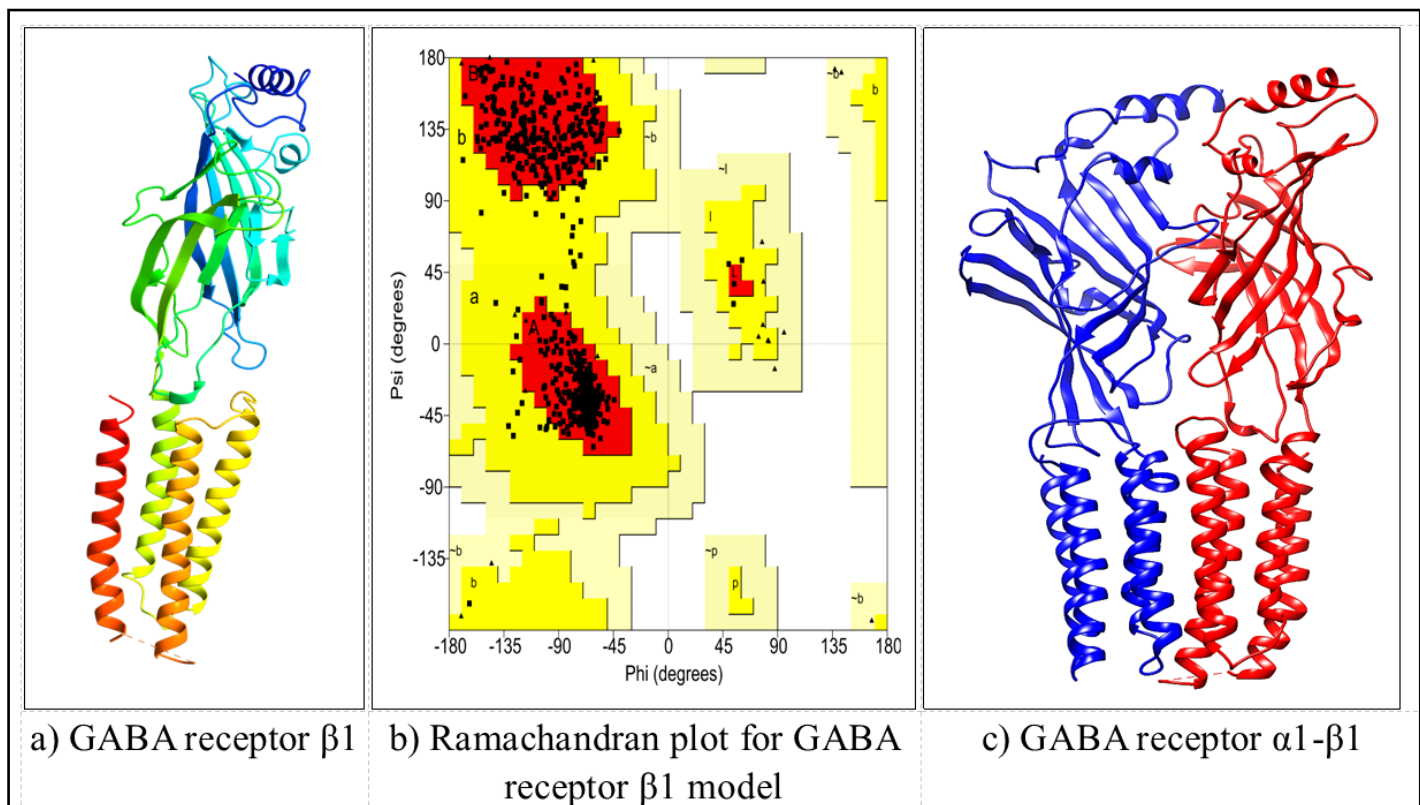 180
135
90
45
0
-45
-90
-135
Psi (degrees)
B
b
~b
~b
b
a
A
~a
~l
l
L
~b
b
~p
p
~b
-180
-135
-90
-45
0
45
90
135
180
Phi (degrees)
a) GABA receptor β1
b) Ramachandran plot for GABA
receptor β1 model
c) GABA receptor α1-β1